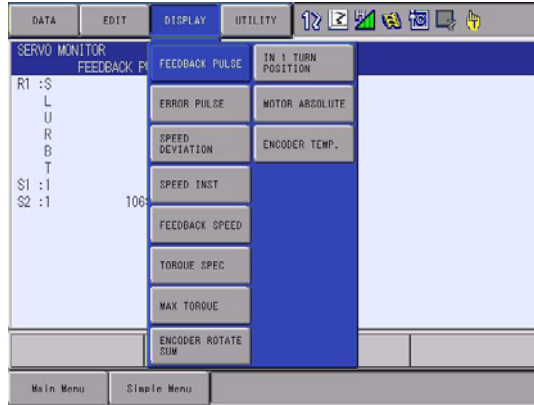 DATA
EDIT
DISPLAY
UTILITY
SERVO MONITOR
FEEDBACK
R1 :S
L
U
R
B
T
S1 :1
S2 :1
FEEDBACK PULSE
ERROR PULSE
SPEED
DEVIATION
SPEED INST
FEEDBACK SPEED
TORQUE SPEC
MAX TORQUE
ENCODER ROTATE
SUM
IN 1 TURN
POSITION
MOTOR ABSOLUTE
ENCODER TEMP.
Main Menu
Simple Menu